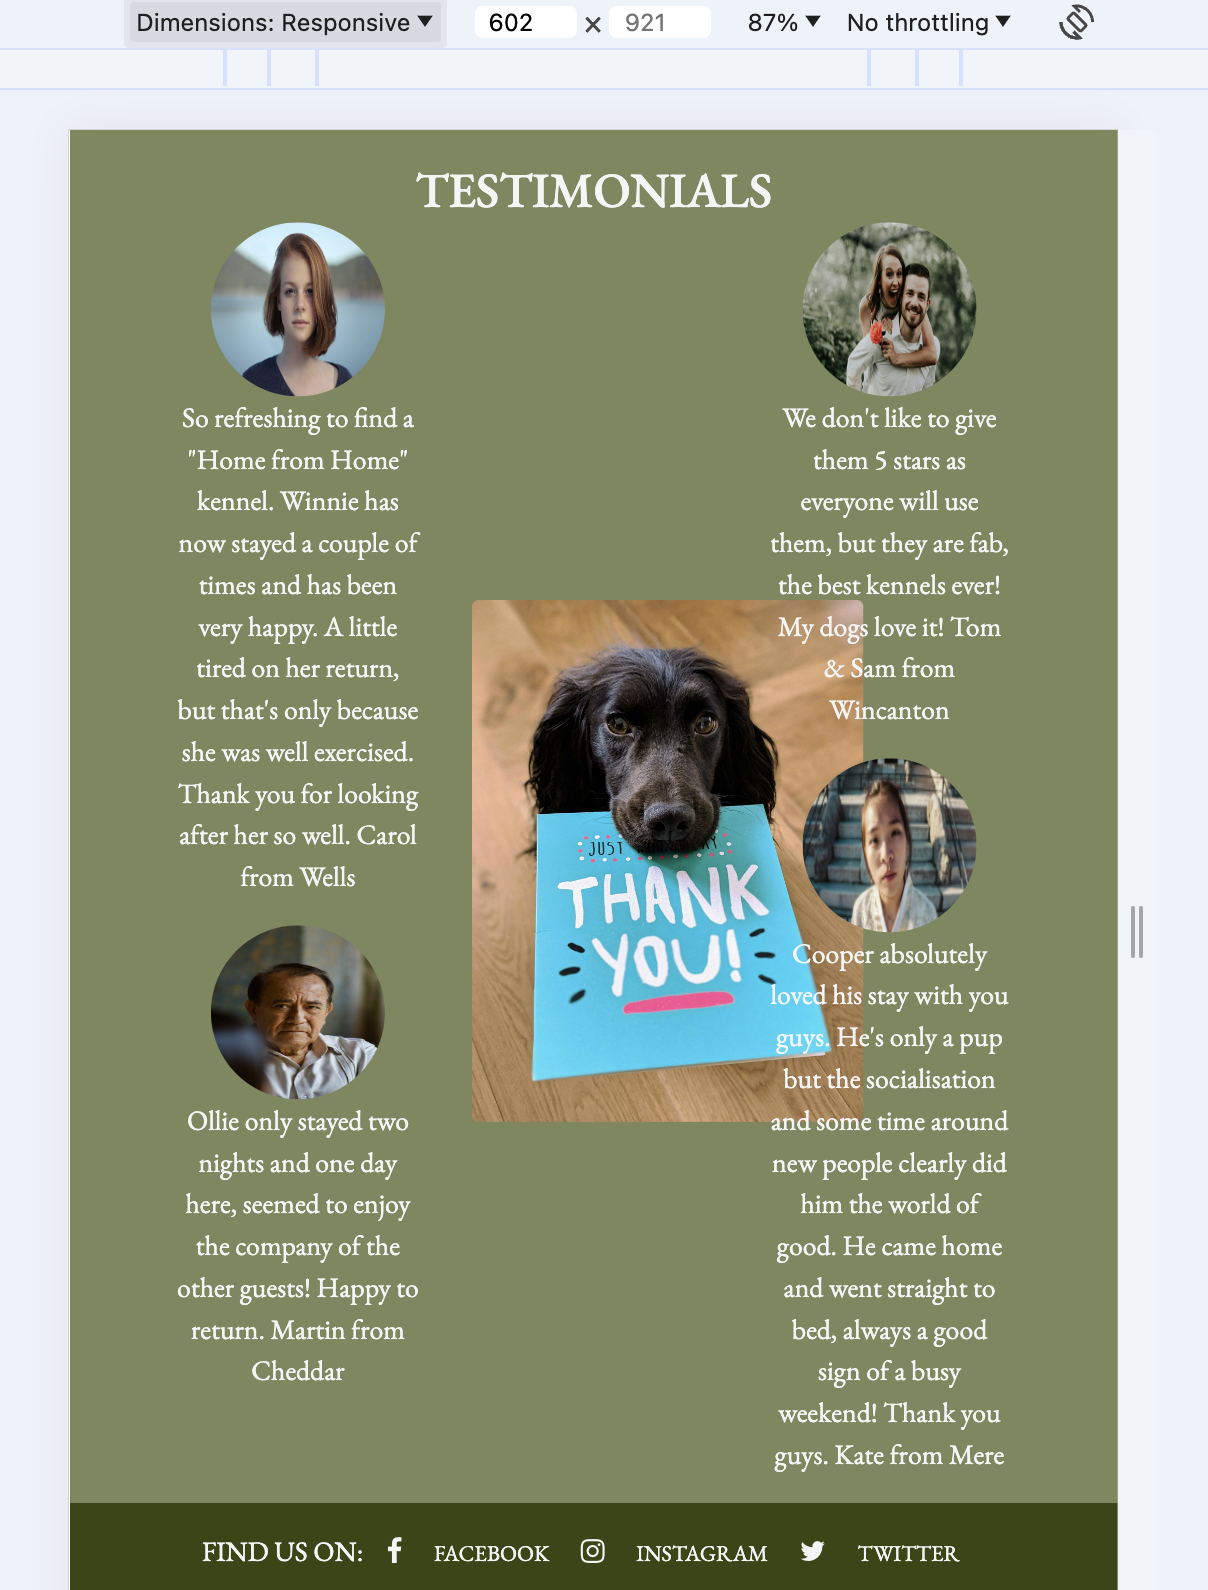 Dimensions: Responsive ▼ 602 × 921 87% ▼ No throttling ▼
TESTIMONIALS
So refreshing to find a
"Home from Home"
kennel. Winnie has
now stayed a couple of
times and has been
very happy. A little
tired on her return,
but that's only because
she was well exercised.
Thank you for looking
after her so well. Carol
from Wells
Ollie only stayed two
nights and one day
here, seemed to enjoy
the company of the
other guests! Happy to
return. Martin from
Cheddar
JUST
THANK
YOU!
We don't like to give
them 5 stars as
everyone will use
them, but they are fab,
the best kennels ever!
My dogs love it! Tom
& Sam from
Wincanton
Cooper absolutely
loved his stay with you
guys. He's only a pup
but the socialisation
and some time around
new people clearly did
him the world of
good. He came home
and went straight to
bed, always a good
sign of a busy
weekend! Thank you
guys. Kate from Mere
FIND US ON: FACEBOOK INSTAGRAM TWITTER